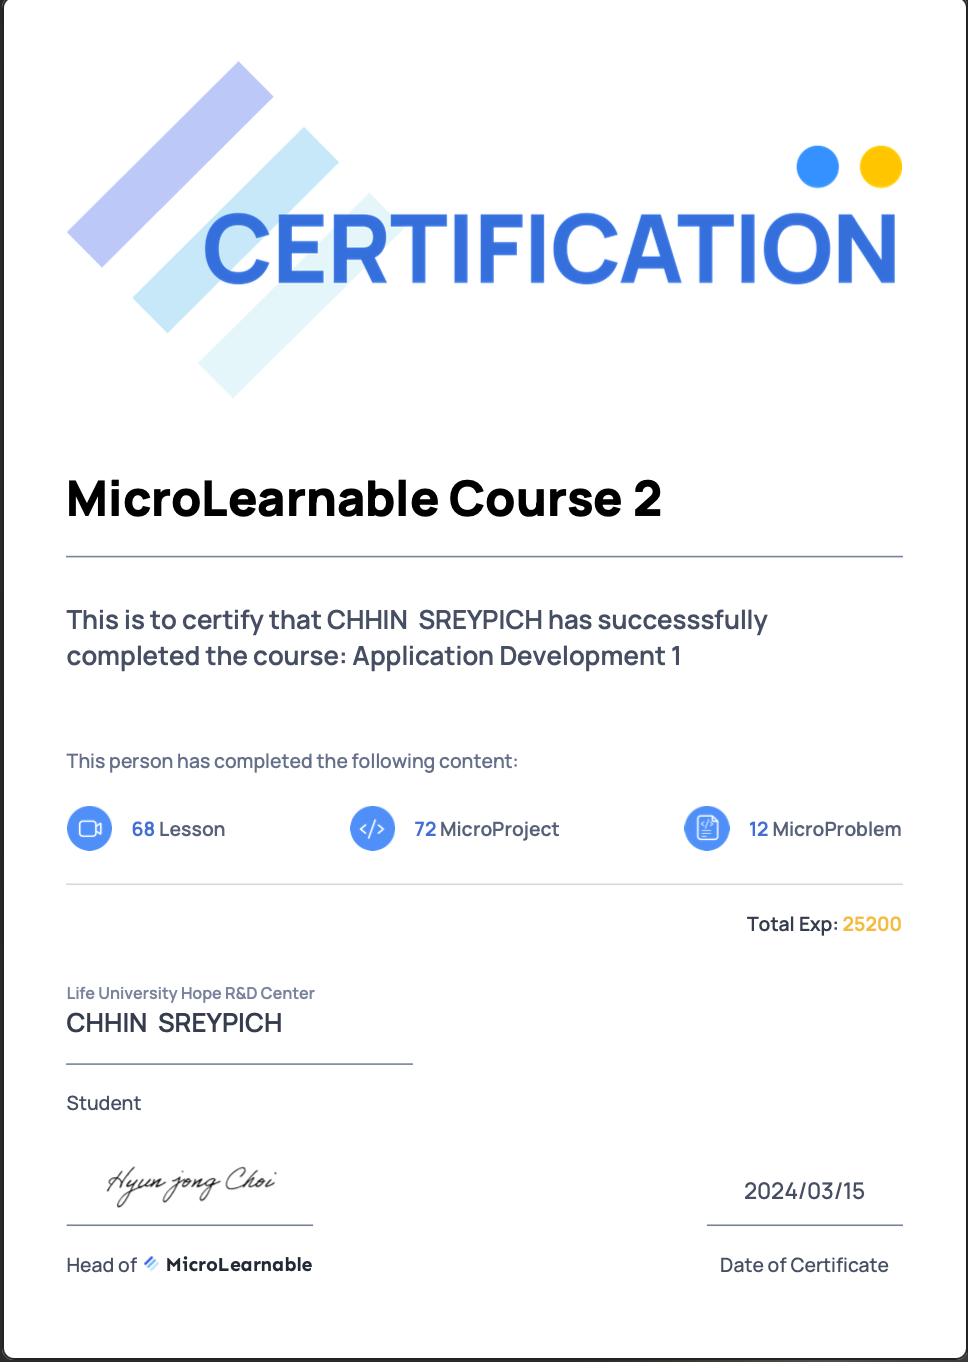 CERTIFICATION
MicroLearnable Course 2
This is to certify that CHHIN  SREYPICH has successsfully
completed the course: Application Development 1
This person has completed the following content:
68 Lesson
72 MicroProject
12 MicroProblem
Total Exp: 25200
Life University Hope R&D Center
CHHIN  SREYPICH
Student
Hyun jong Choi
2024/03/15
Head of MicroLearnable
Date of Certificate